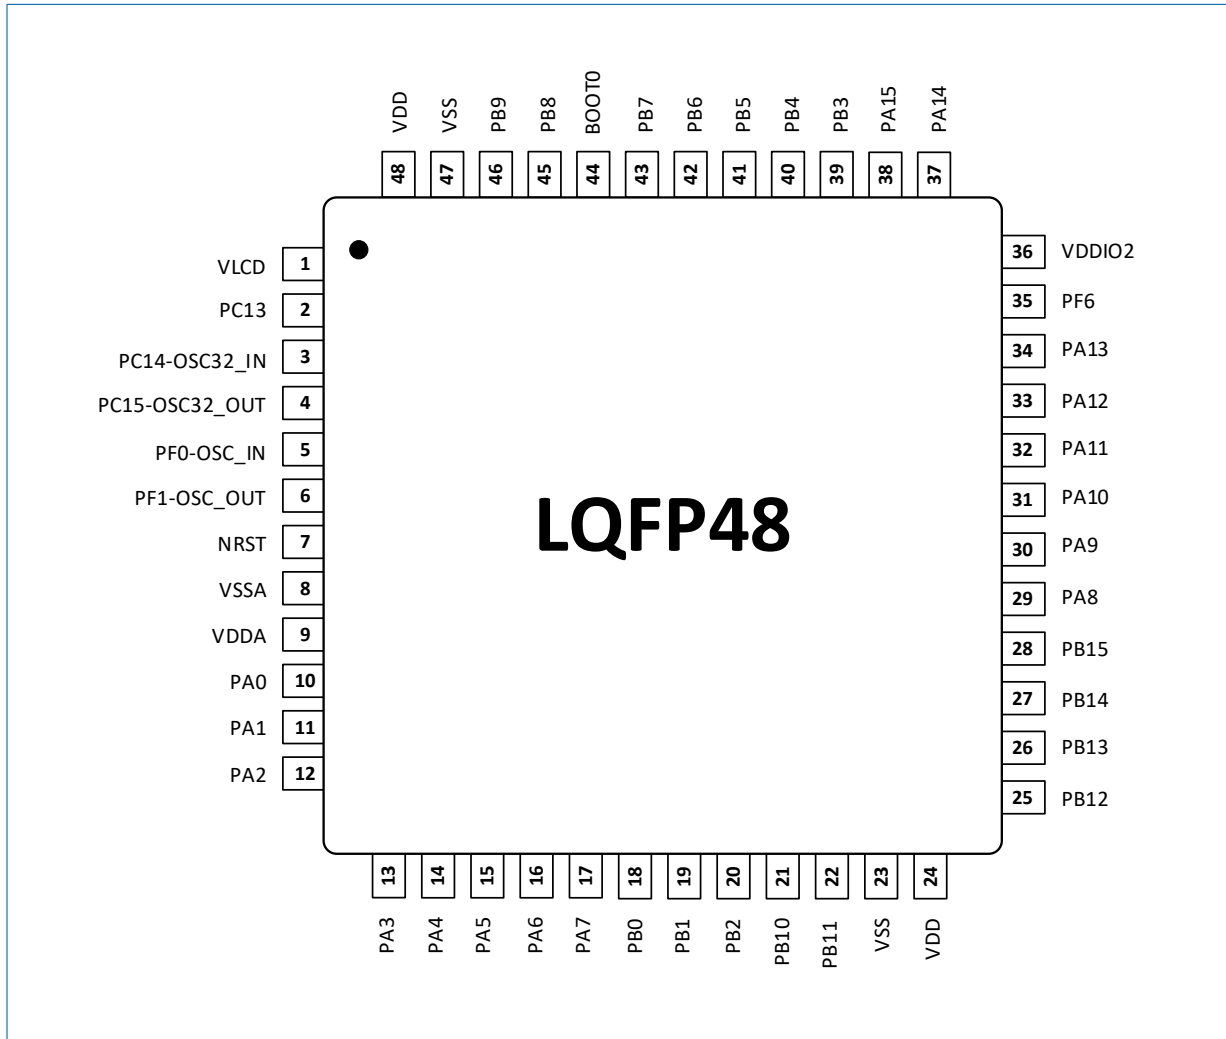 VDD VSS PB9 PB8 BOOT0 PB7 PB6 PB5 PB4 PB3 PA15 PA14
48 47 46 45 44 43 42 41 40 39 38 37
VLCD 1
PC13 2
PC14-OSC32_IN 3
PC15-OSC32_OUT 4
PF0-OSC_IN 5
PF1-OSC_OUT 6
NRST 7
VSSA 8
VDDA 9
PA0 10
PA1 11
PA2 12
LQFP48
36 VDDIO2
35 PF6
34 PA13
33 PA12
32 PA11
31 PA10
30 PA9
29 PA8
28 PB15
27 PB14
26 PB13
25 PB12
13 14 15 16 17 18 19 20 21 22 23 24
PA3 PA4 PA5 PA6 PA7 PB0 PB1 PB2 PB10 PB11 VSS VDD